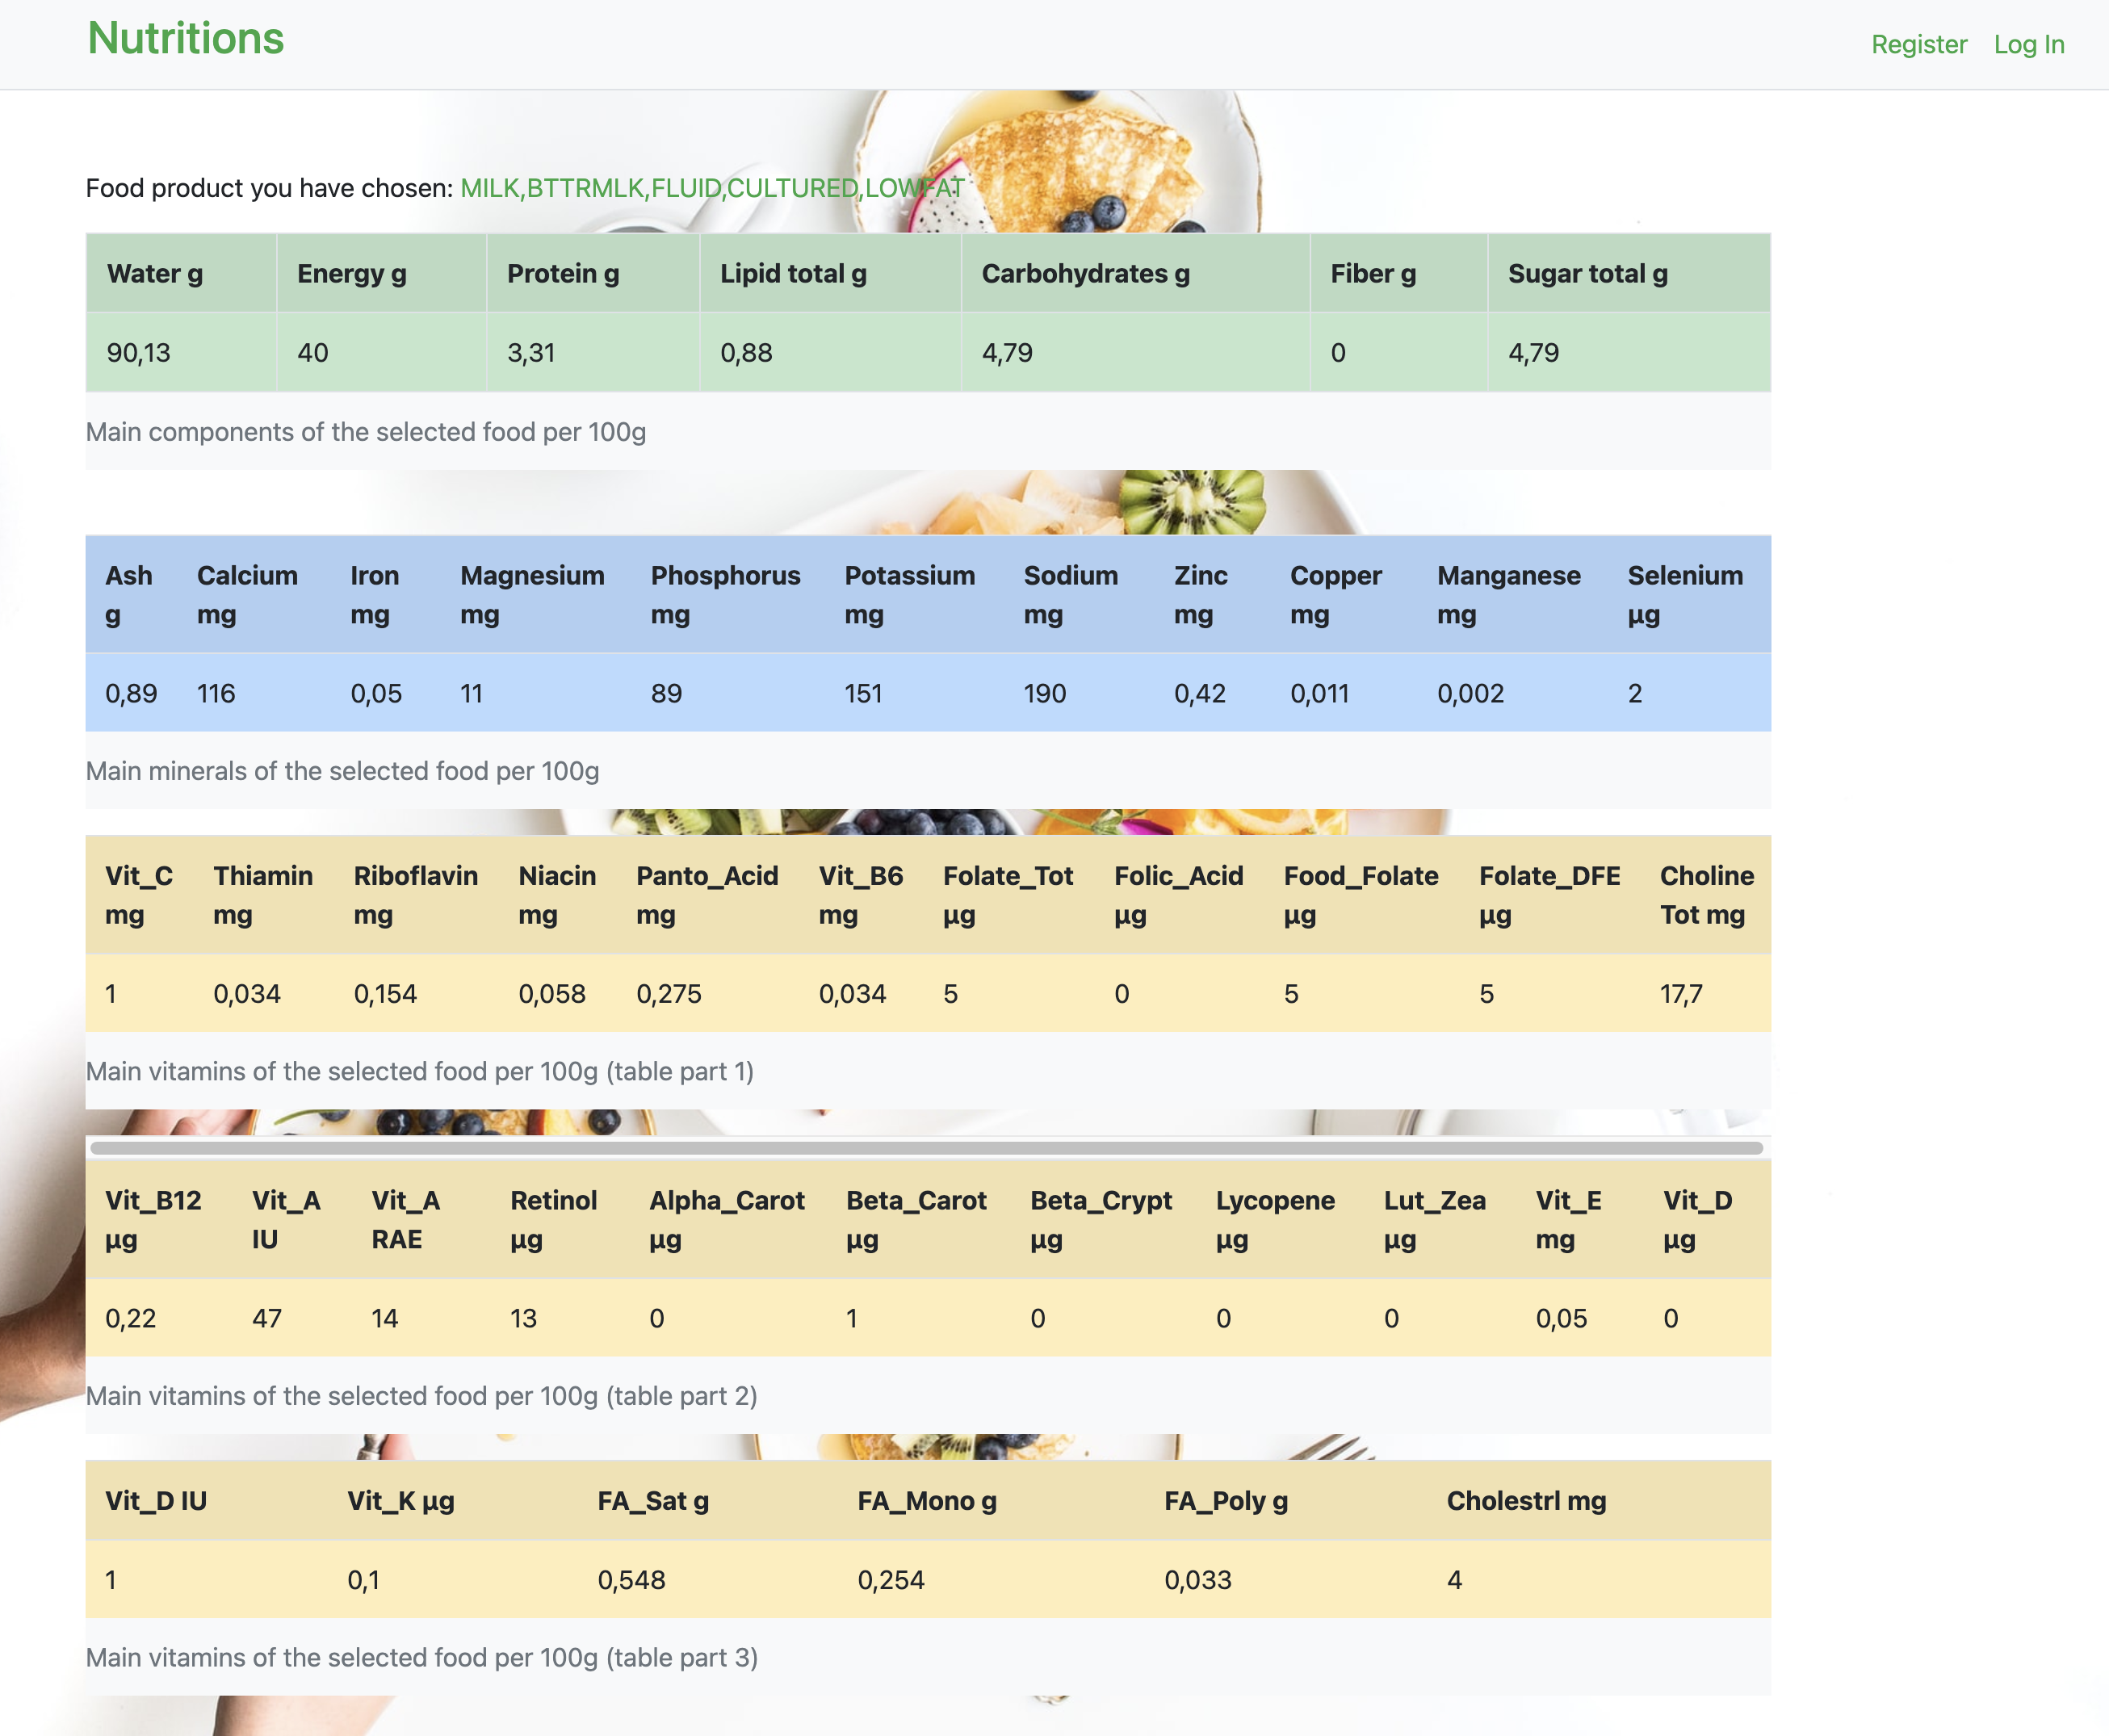 Nutritions
Register Log In
Food product you have chosen: MILK,BTTRMLK,FLUID,CULTURED,LOWFAT
Water g Energy g Protein g Lipid total g Carbohydrates g Fiber g Sugar total g
90,13 40 3,31 0,88 4,79 0 4,79
Main components of the selected food per 100g
Ash g Calcium mg Iron mg Magnesium mg Phosphorus mg Potassium mg Sodium mg Zinc mg Copper mg Manganese mg Selenium µg
0,89 116 0,05 11 89 151 190 0,42 0,011 0,002 2
Main minerals of the selected food per 100g
Vit_C mg Thiamin mg Riboflavin mg Niacin mg Panto_Acid mg Vit_B6 mg Folate_Tot µg Folic_Acid µg Food_Folate µg Folate_DFE µg Choline Tot mg
1 0,034 0,154 0,058 0,275 0,034 5 0 5 5 17,7
Main vitamins of the selected food per 100g (table part 1)
Vit_B12 µg Vit_A IU Vit_A RAE Retinol µg Alpha_Carot µg Beta_Carot µg Beta_Crypt µg Lycopene µg Lut_Zea µg Vit_E mg Vit_D µg
0,22 47 14 13 0 1 0 0 0 0,05 0
Main vitamins of the selected food per 100g (table part 2)
Vit_D IU Vit_K µg FA_Sat g FA_Mono g FA_Poly g Cholestrl mg
1 0,1 0,548 0,254 0,033 4
Main vitamins of the selected food per 100g (table part 3)